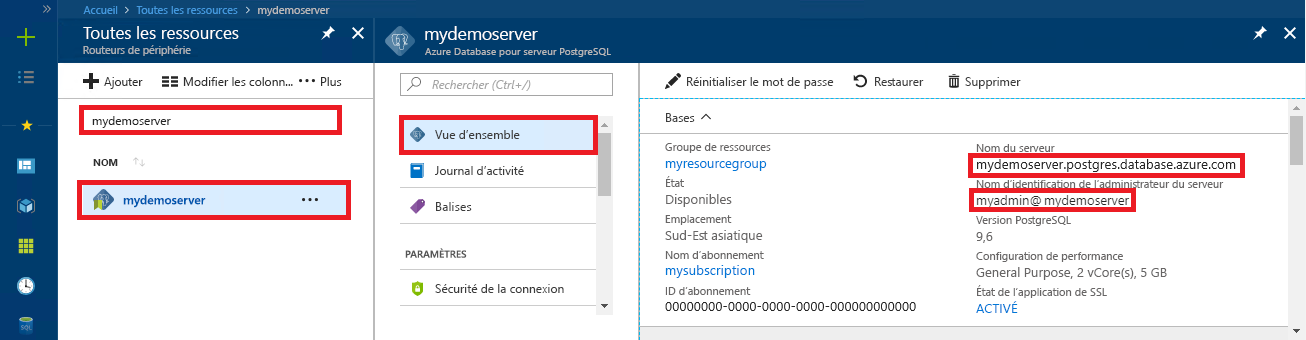 Accueil > Toutes les ressources > mydemoserver
Toutes les ressources
Routeurs de périphérie
Ajouter Modifier les colonn... Plus
mydemoserver
NOM
mydemoserver
mydemoserver
Azure Database pour serveur PostgreSQL
Rechercher (Ctrl+/)
Vue d'ensemble
Journal d'activité
Balises
PARAMÈTRES
Sécurité de la connexion
Réinitialiser le mot de passe Restaurer Supprimer
Bases
Groupe de ressources
myresourcegroup
État
Disponibles
Emplacement
Sud-Est asiatique
Nom d'abonnement
mysubscription
ID d'abonnement
00000000-0000-0000-0000-000000000000
Nom du serveur
mydemoserver.postgres.database.azure.com
Nom d'identification de l'administrateur du serveur
myadmin@ mydemoserver
Version PostgreSQL
9,6
Configuration de performance
General Purpose, 2 vCore(s), 5 GB
État de l'application de SSL
ACTIVÉ
SQL